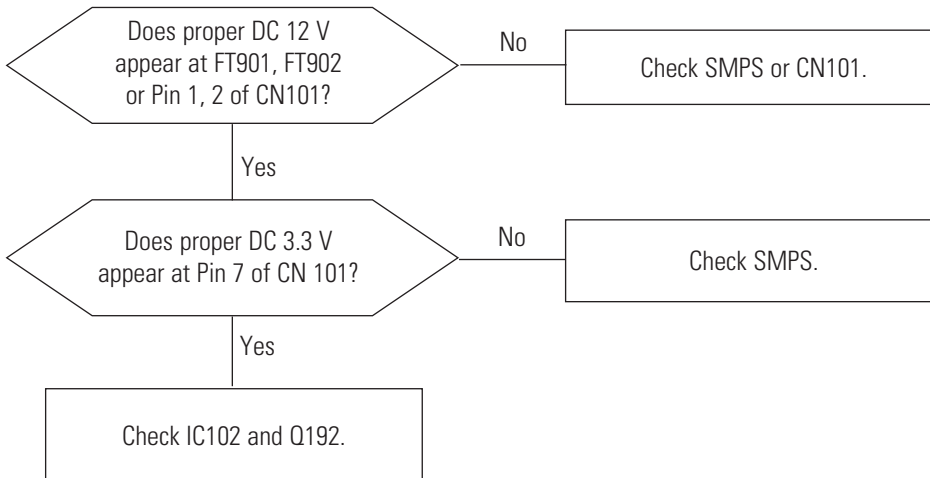 Does proper DC 12 V
appear at FT901, FT902
or Pin 1, 2 of CN101?
No
Check SMPS or CN101.
Yes
Does proper DC 3.3 V
appear at Pin 7 of CN 101?
No
Check SMPS.
Yes
Check IC102 and Q192.